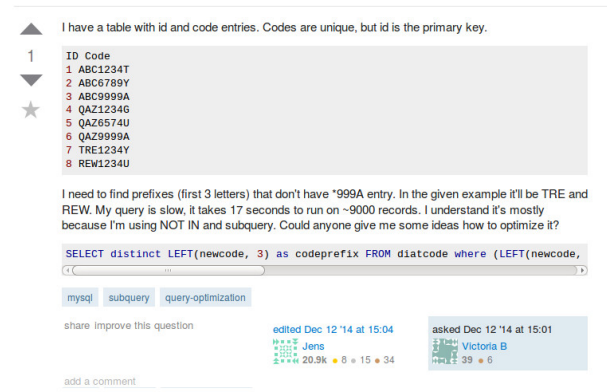 I have a table with id and code entries. Codes are unique, but id is the primary key.
1
ID Code
1 ABC1234T
2 ABC6789Y
3 ABC9999A
4 QAZ1234G
5 QAZ6574U
6 QAZ9999A
7 TRE1234Y
8 REW1234U
I need to find prefixes (first 3 letters) that don't have *999A entry. In the given example it'll be TRE and
REW. My query is slow, it takes 17 seconds to run on ~9000 records. I understand it's mostly
because I'm using NOT IN and subquery. Could anyone give me some ideas how to optimize it?
SELECT distinct LEFT(newcode, 3) as codeprefix FROM diatcode where (LEFT(newcode,
mysql subquery query-optimization
share improve this question
edited Dec 12 '14 at 15:04
Jens
20.9k 8 15 34
asked Dec 12 '14 at 15:01
Victoria B
39 6
add a comment